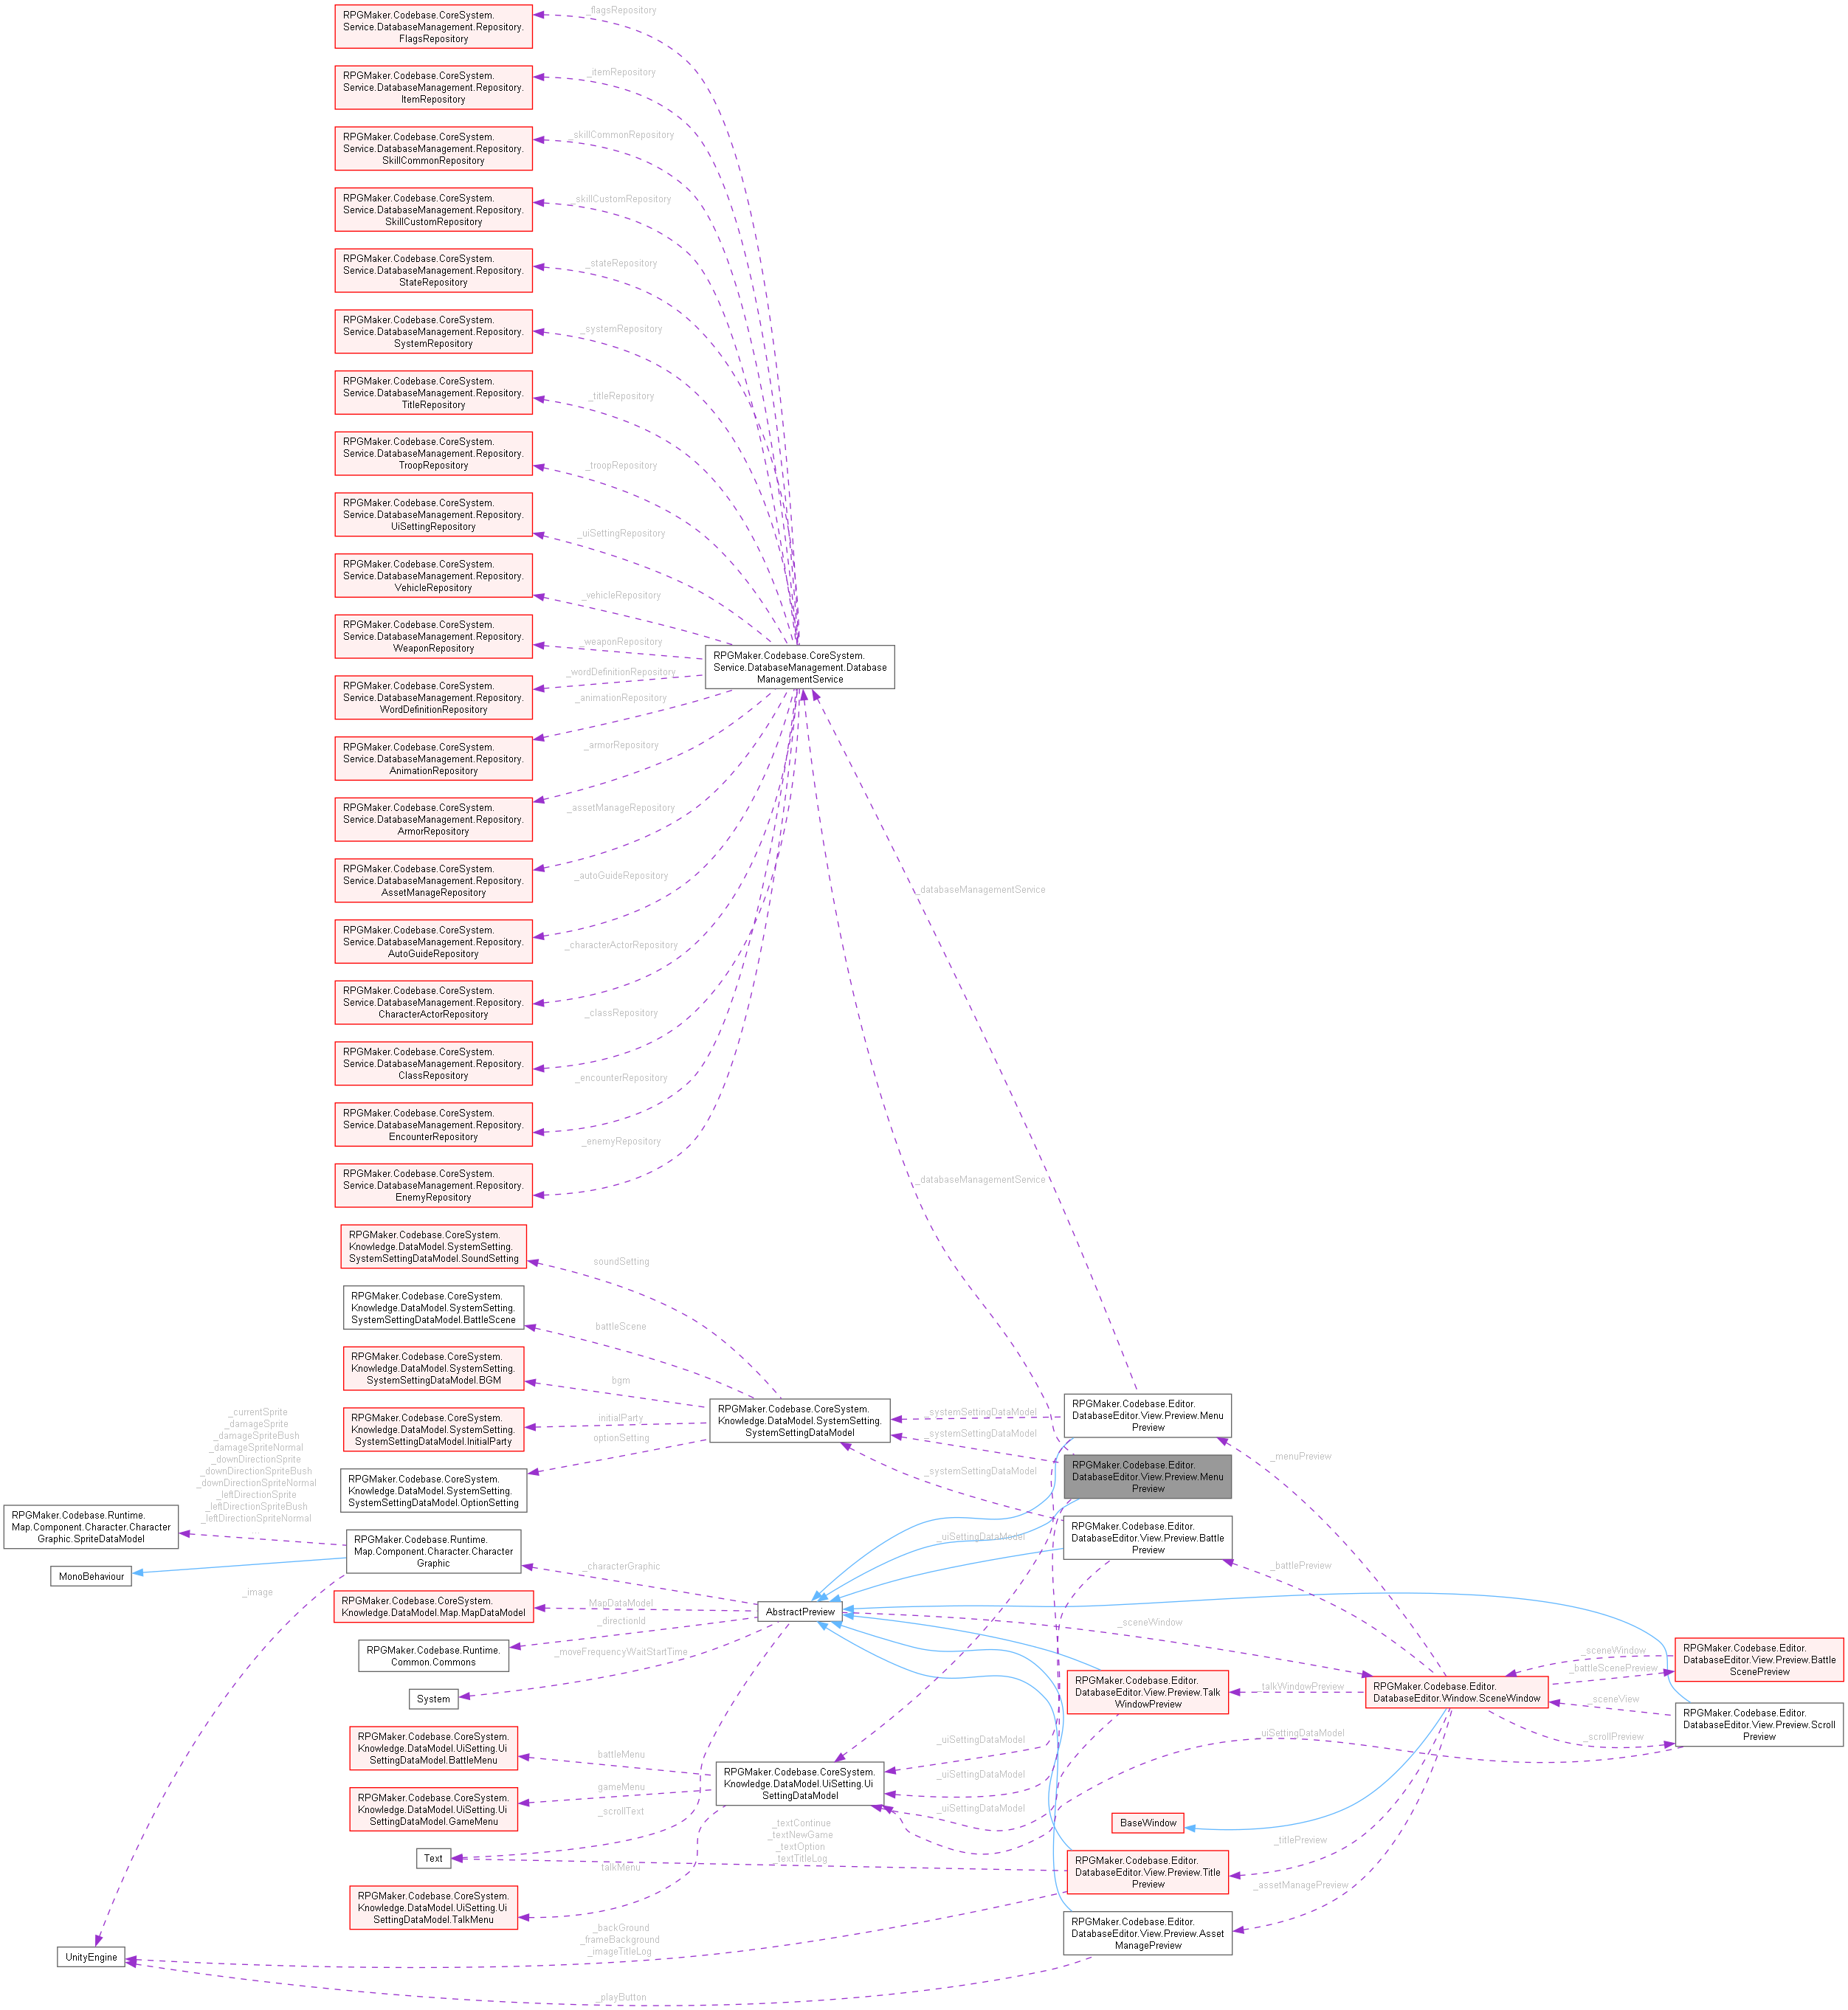 RPGMaker.Codebase.CoreSystem.
Service.DatabaseManagement.Repository.
FlagsRepository
_flagsRepository
RPGMaker.Codebase.CoreSystem.
Service.DatabaseManagement.Repository.
ItemRepository
_itemRepository
RPGMaker.Codebase.CoreSystem.
Service.DatabaseManagement.Repository.
SkillCommonRepository
_skillCommonRepository
RPGMaker.Codebase.CoreSystem.
Service.DatabaseManagement.Repository.
SkillCustomRepository
_skillCustomRepository
RPGMaker.Codebase.CoreSystem.
Service.DatabaseManagement.Repository.
StateRepository
_stateRepository
RPGMaker.Codebase.CoreSystem.
Service.DatabaseManagement.Repository.
SystemRepository
_systemRepository
RPGMaker.Codebase.CoreSystem.
Service.DatabaseManagement.Repository.
TitleRepository
_titleRepository
RPGMaker.Codebase.CoreSystem.
Service.DatabaseManagement.Repository.
TroopRepository
_troopRepository
RPGMaker.Codebase.CoreSystem.
Service.DatabaseManagement.Repository.
UiSettingRepository
_uiSettingRepository
RPGMaker.Codebase.CoreSystem.
Service.DatabaseManagement.Repository.
VehicleRepository
_vehicleRepository
RPGMaker.Codebase.CoreSystem.
Service.DatabaseManagement.Repository.
WeaponRepository
_weaponRepository
RPGMaker.Codebase.CoreSystem.
Service.DatabaseManagement.Database
ManagementService
RPGMaker.Codebase.CoreSystem.
Service.DatabaseManagement.Repository.
WordDefinitionRepository
_wordDefinitionRepository
RPGMaker.Codebase.CoreSystem.
Service.DatabaseManagement.Repository.
AnimationRepository
_animationRepository
RPGMaker.Codebase.CoreSystem.
Service.DatabaseManagement.Repository.
ArmorRepository
_armorRepository
RPGMaker.Codebase.CoreSystem.
Service.DatabaseManagement.Repository.
AssetManageRepository
_assetManageRepository
RPGMaker.Codebase.CoreSystem.
Service.DatabaseManagement.Repository.
AutoGuideRepository
_autoGuideRepository
_databaseManagementService
RPGMaker.Codebase.CoreSystem.
Service.DatabaseManagement.Repository.
CharacterActorRepository
_characterActorRepository
RPGMaker.Codebase.CoreSystem.
Service.DatabaseManagement.Repository.
ClassRepository
_classRepository
RPGMaker.Codebase.CoreSystem.
Service.DatabaseManagement.Repository.
EncounterRepository
_encounterRepository
RPGMaker.Codebase.CoreSystem.
Service.DatabaseManagement.Repository.
EnemyRepository
_enemyRepository
_databaseManagementService
RPGMaker.Codebase.CoreSystem.
Knowledge.DataModel.SystemSetting.
SystemSettingDataModel.SoundSetting
soundSetting
RPGMaker.Codebase.CoreSystem.
Knowledge.DataModel.SystemSetting.
SystemSettingDataModel.BattleScene
battleScene
RPGMaker.Codebase.CoreSystem.
Knowledge.DataModel.SystemSetting.
SystemSettingDataModel.BGM
bgm
RPGMaker.Codebase.CoreSystem.
Knowledge.DataModel.SystemSetting.
SystemSettingDataModel.InitialParty
initialParty
RPGMaker.Codebase.CoreSystem.
Knowledge.DataModel.SystemSetting.
SystemSettingDataModel
_systemSettingDataModel
RPGMaker.Codebase.Editor.
DatabaseEditor.View.Preview.Menu
Preview
_systemSettingDataModel
optionSetting
RPGMaker.Codebase.CoreSystem.
Knowledge.DataModel.SystemSetting.
SystemSettingDataModel.OptionSetting
_systemSettingDataModel
RPGMaker.Codebase.Editor.
DatabaseEditor.View.Preview.Menu
Preview
_menuPreview
_currentSprite
_damageSprite
_damageSpriteBush
_damageSpriteNormal
_downDirectionSprite
_downDirectionSpriteBush
_downDirectionSpriteNormal
_leftDirectionSprite
_leftDirectionSpriteBush
_leftDirectionSpriteNormal
...
RPGMaker.Codebase.Runtime.
Map.Component.Character.Character
Graphic.SpriteDataModel
RPGMaker.Codebase.Runtime.
Map.Component.Character.Character
Graphic
_uiSettingDataModel
RPGMaker.Codebase.Editor.
DatabaseEditor.View.Preview.Battle
Preview
_battlePreview
MonoBehaviour
_image
_characterGraphic
RPGMaker.Codebase.CoreSystem.
Knowledge.DataModel.Map.MapDataModel
MapDataModel
AbstractPreview
_sceneWindow
_directionId
RPGMaker.Codebase.Runtime.
Common.Commons
_moveFrequencyWaitStartTime
System
RPGMaker.Codebase.Editor.
DatabaseEditor.View.Preview.Talk
WindowPreview
_talkWindowPreview
RPGMaker.Codebase.Editor.
DatabaseEditor.Window.SceneWindow
_sceneWindow
_battleScenePreview
RPGMaker.Codebase.Editor.
DatabaseEditor.View.Preview.Battle
ScenePreview
_sceneView
_scrollPreview
RPGMaker.Codebase.Editor.
DatabaseEditor.View.Preview.Scroll
Preview
_uiSettingDataModel
RPGMaker.Codebase.CoreSystem.
Knowledge.DataModel.UiSetting.Ui
SettingDataModel.BattleMenu
battleMenu
_uiSettingDataModel
RPGMaker.Codebase.CoreSystem.
Knowledge.DataModel.UiSetting.Ui
SettingDataModel
_uiSettingDataModel
RPGMaker.Codebase.CoreSystem.
Knowledge.DataModel.UiSetting.Ui
SettingDataModel.GameMenu
gameMenu
_scrollText
_uiSettingDataModel
BaseWindow
_textContinue
_textNewGame
_textOption
_textTitleLog
Text
talkMenu
_titlePreview
RPGMaker.Codebase.Editor.
DatabaseEditor.View.Preview.Title
Preview
_assetManagePreview
RPGMaker.Codebase.CoreSystem.
Knowledge.DataModel.UiSetting.Ui
SettingDataModel.TalkMenu
_backGround
_frameBackground
_imageTitleLog
RPGMaker.Codebase.Editor.
DatabaseEditor.View.Preview.Asset
ManagePreview
UnityEngine
_playButton